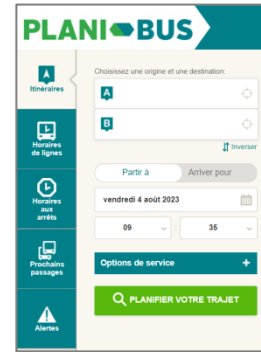 PLANI BUS
Itinéraires
Horaires
de lignes
Horaires
aux
arrêts
Prochains
passages
Alertes
Choisissez une origine et une destination:
A
B
Inverser
Partir à
Arriver pour
vendredi 4 août 2023
09 : 35
Options de service +
PLANIFIER VOTRE TRAJET